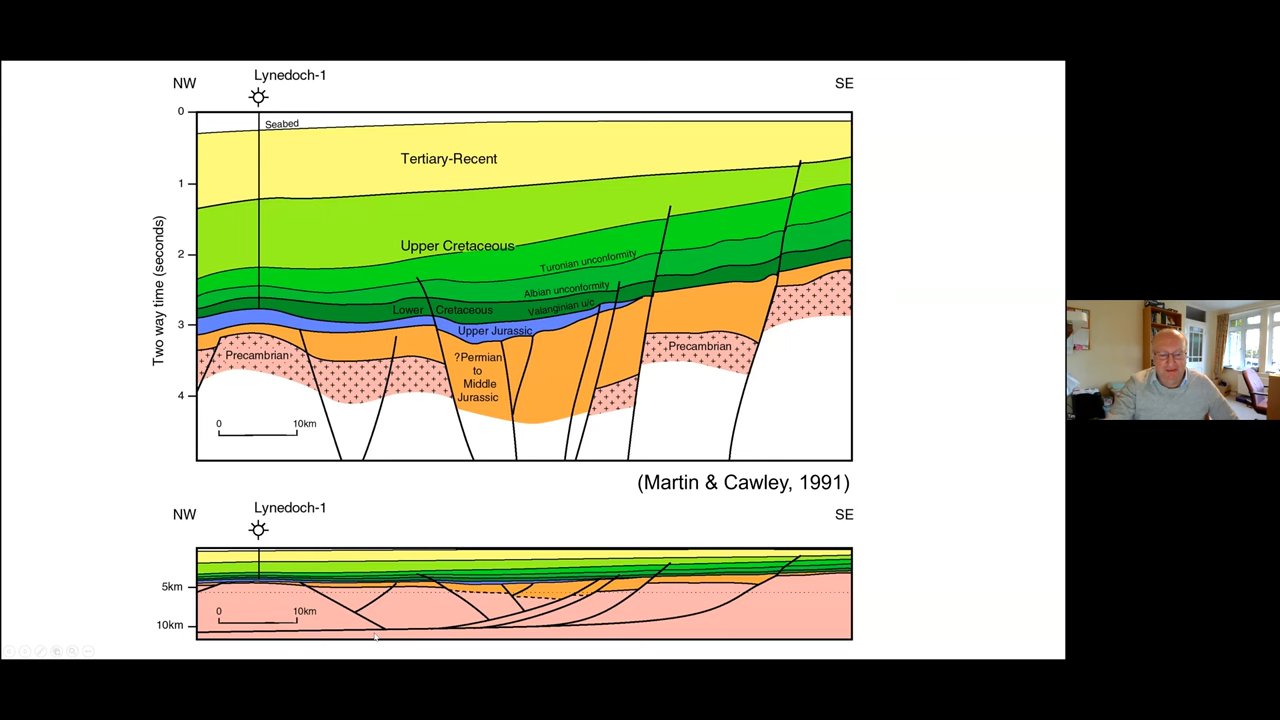 Lynedoch-1
NW
SE
0
Seabed
Tertiary-Recent
1
Two way time (seconds)
Upper Cretaceous
2
Turonian unconformity
Albian unconformity
Valanginian u/c
Lower Cretaceous
3
Upper Jurassic
Precambrian
Precambrian
?Permian
to
Middle
Jurassic
4
0 10km
(Martin & Cawley, 1991)
Lynedoch-1
NW
SE
5km
0 10km
10km